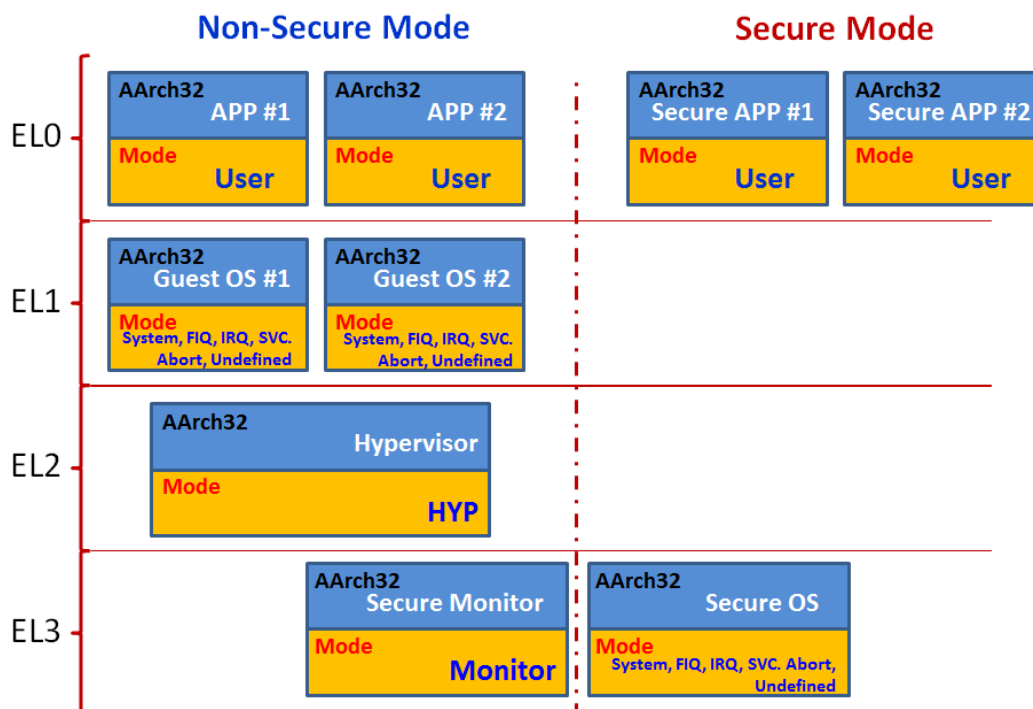 Non-Secure Mode
Secure Mode
EL0
AArch32
APP #1
Mode
User
AArch32
APP #2
Mode
User
AArch32
Secure APP #1
Mode
User
AArch32
Secure APP #2
Mode
User
EL1
AArch32
Guest OS #1
Mode
System, FIQ, IRQ, SVC.
Abort, Undefined
AArch32
Guest OS #2
Mode
System, FIQ, IRQ, SVC.
Abort, Undefined
EL2
AArch32
Hypervisor
Mode
HYP
EL3
AArch32
Secure Monitor
Mode
Monitor
AArch32
Secure OS
Mode
System, FIQ, IRQ, SVC. Abort,
Undefined